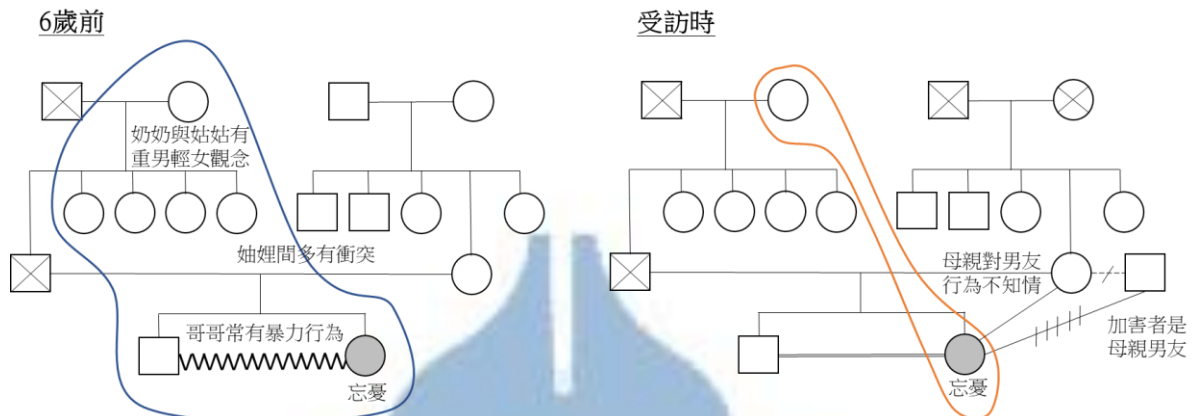 6歲前
奶奶與姑姑有
重男輕女觀念
妯娌間多有衝突
哥哥常有暴力行為
忘憂
受訪時
母親對男友
行為不知情
加害者是
母親男友
忘憂